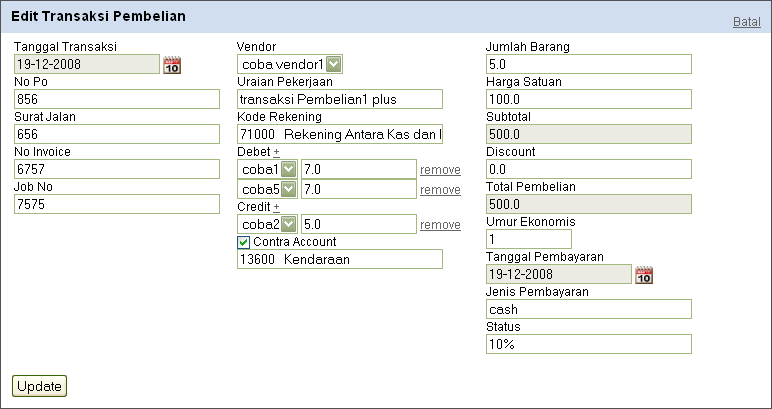 Edit Transaksi Pembelian
Batal
Tanggal Transaksi
19-12-2008
10
No Po
856
Surat Jalan
656
No Invoice
6757
Job No
7575
Vendor
coba vendor1
Uraian Pekerjaan
transaksi Pembelian1 plus
Kode Rekening
71000 Rekening Antara Kas dan
Debet +
coba1 7.0 remove
coba5 7.0 remove
Credit +
coba2 5.0 remove
Contra Account
13600 Kendaraan
Jumlah Barang
5.0
Harga Satuan
100.0
Subtotal
500.0
Discount
0.0
Total Pembelian
500.0
Umur Ekonomis
1
Tanggal Pembayaran
19-12-2008
10
Jenis Pembayaran
cash
Status
10%
Update